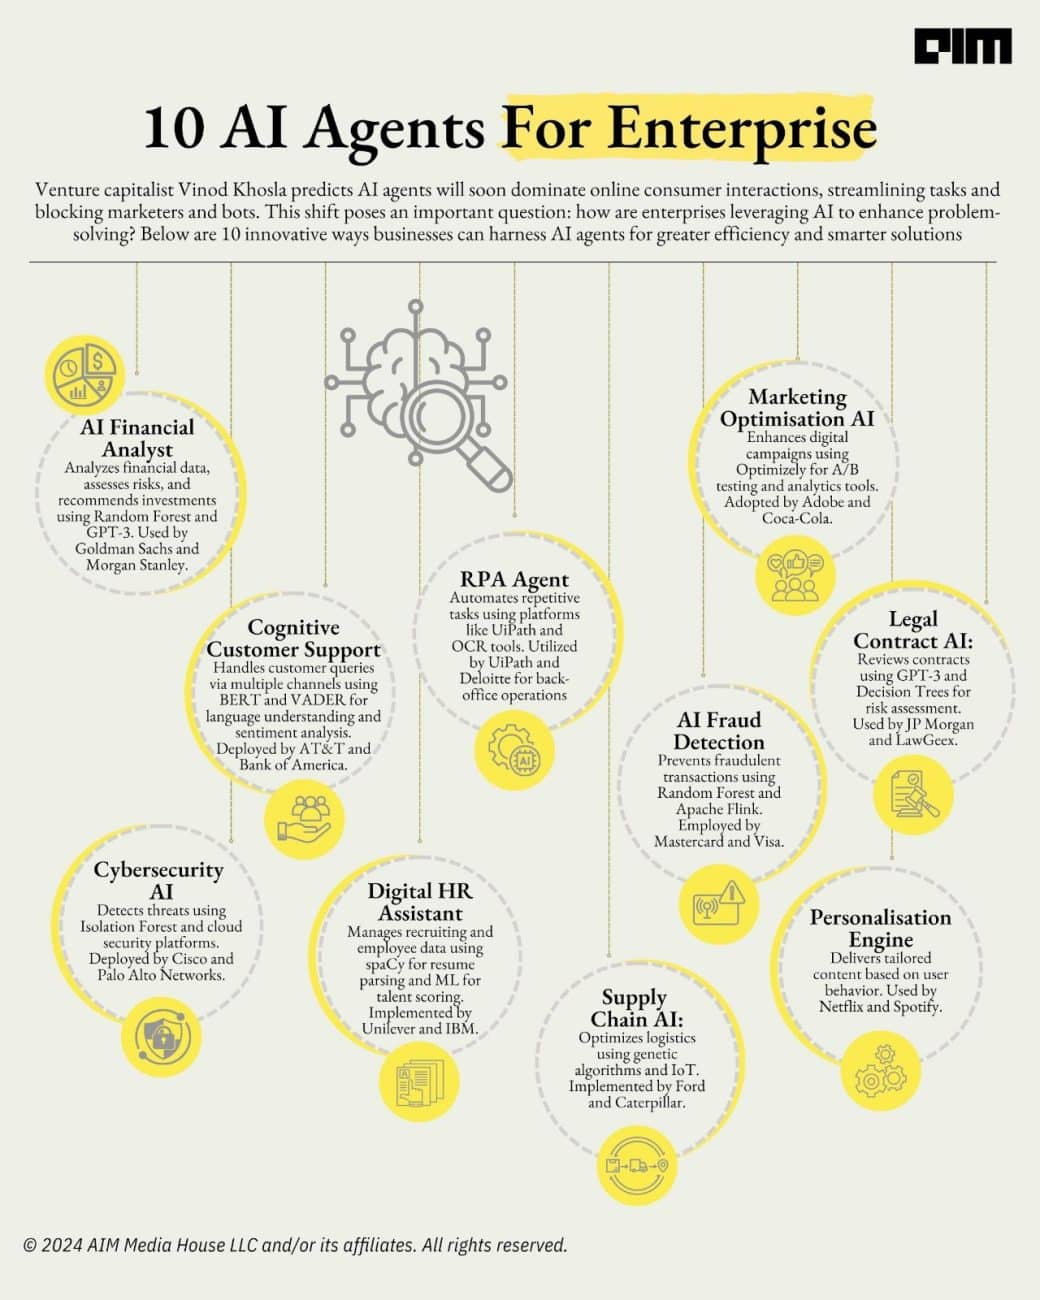 AIM
10 AI Agents For Enterprise
Venture capitalist Vinod Khosla predicts AI agents will soon dominate online consumer interactions, streamlining tasks and
blocking marketers and bots. This shift poses an important question: how are enterprises leveraging AI to enhance problem-
solving? Below are 10 innovative ways businesses can harness AI agents for greater efficiency and smarter solutions
AI Financial
Analyst
Analyzes financial data,
assesses risks, and
recommends investments
using Random Forest and
GPT-3. Used by
Goldman Sachs and
Morgan Stanley.
Marketing
Optimisation AI
Enhances digital
campaigns using
Optimizely for A/B
testing and analytics tools.
Adopted by Adobe and
Coca-Cola.
RPA Agent
Automates repetitive
tasks using platforms
like UiPath and
OCR tools. Utilized
by UiPath and
Deloitte for back-
office operations
AI
Cognitive
Customer Support
Handles customer queries
via multiple channels using
BERT and VADER for
language understanding and
sentiment analysis.
Deployed by AT&T and
Bank of America.
Legal
Contract AI:
Reviews contracts
using GPT-3 and
Decision Trees for
risk assessment.
Used by JP Morgan
and LawGeex.
AI Fraud
Detection
Prevents fraudulent
transactions using
Random Forest and
Apache Flink.
Employed by
Mastercard and Visa.
Cybersecurity
AI
Detects threats using
Isolation Forest and cloud
security platforms.
Deployed by Cisco and
Palo Alto Networks.
Digital HR
Assistant
Manages recruiting and
employee data using
spaCy for resume
parsing and ML for
talent scoring.
Implemented by
Unilever and IBM.
Personalisation
Engine
Delivers tailored
content based on user
behavior. Used by
Netflix and Spotify.
Supply
Chain AI:
Optimizes logistics
using genetic
algorithms and IoT.
Implemented by Ford
and Caterpillar.
© 2024 AIM Media House LLC and/or its affiliates. All rights reserved.